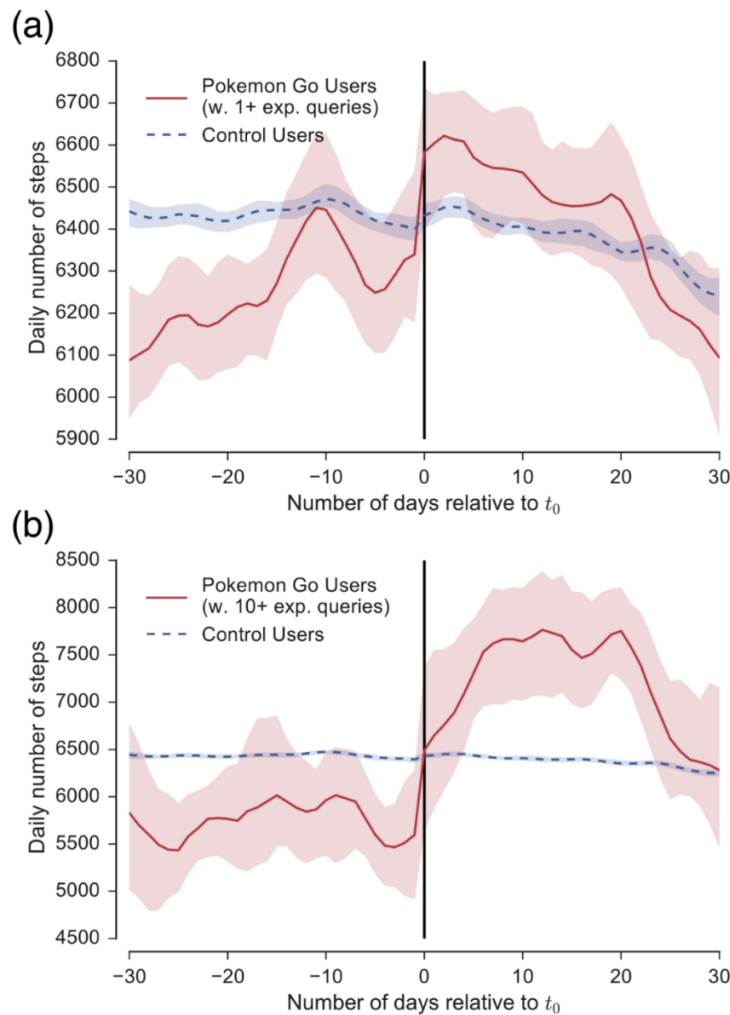 (a)
6800
6700
6600
6500
6400
6300
6200
6100
6000
5900
Daily number of steps
Pokemon Go Users
(w. 1+ exp. queries)
Control Users
−30 −20 −10 0 10 20 30
Number of days relative to t0
(b)
8500
8000
7500
7000
6500
6000
5500
5000
4500
Daily number of steps
Pokemon Go Users
(w. 10+ exp. queries)
Control Users
−30 −20 −10 0 10 20 30
Number of days relative to t0